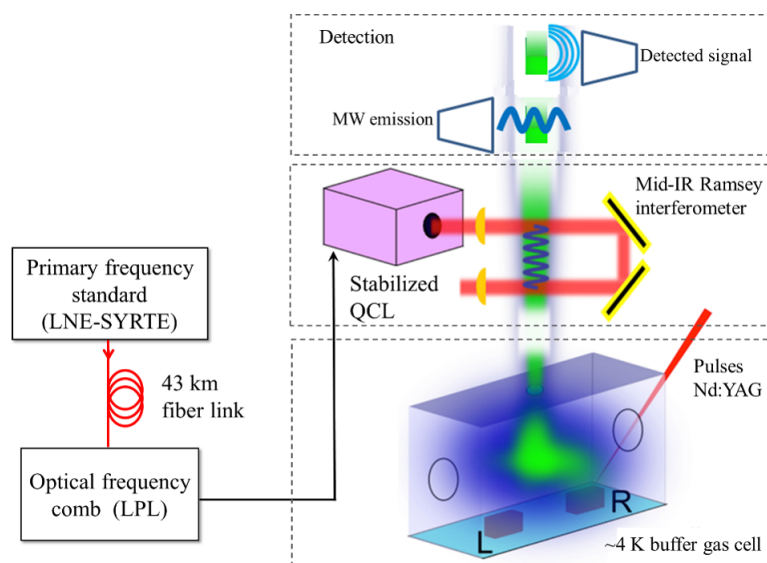 Detection
Detected signal
MW emission
Mid-IR Ramsey
interferometer
Stabilized
QCL
Primary frequency
standard
(LNE-SYRTE)
43 km
fiber link
Optical frequency
comb (LPL)
Pulses
Nd:YAG
R
L
~4 K buffer gas cell